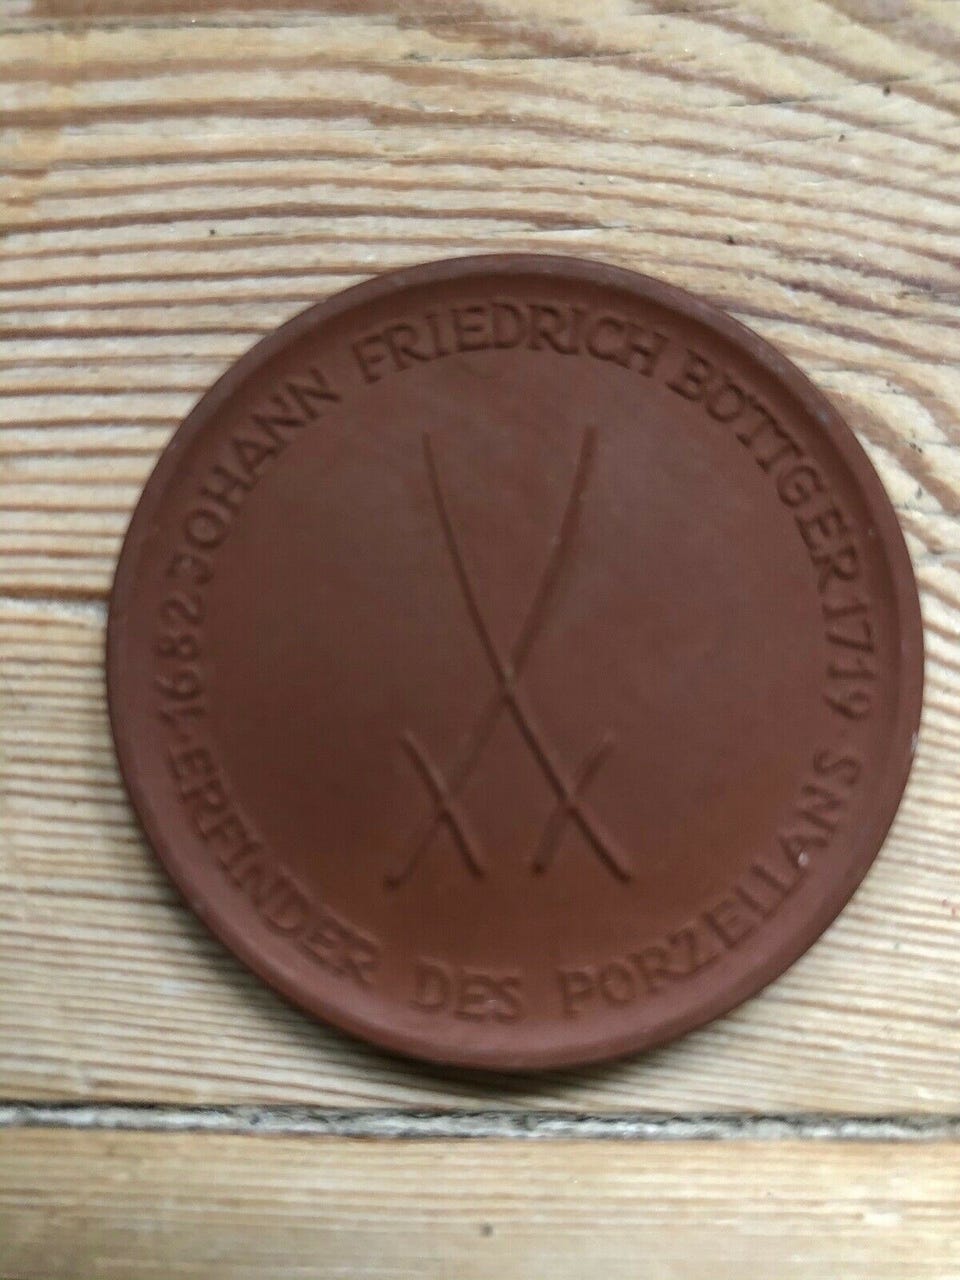 1682 JOHANN FRIEDRICH BÖTTGER 1719
· ERFINDER DES PORZELLANS ·